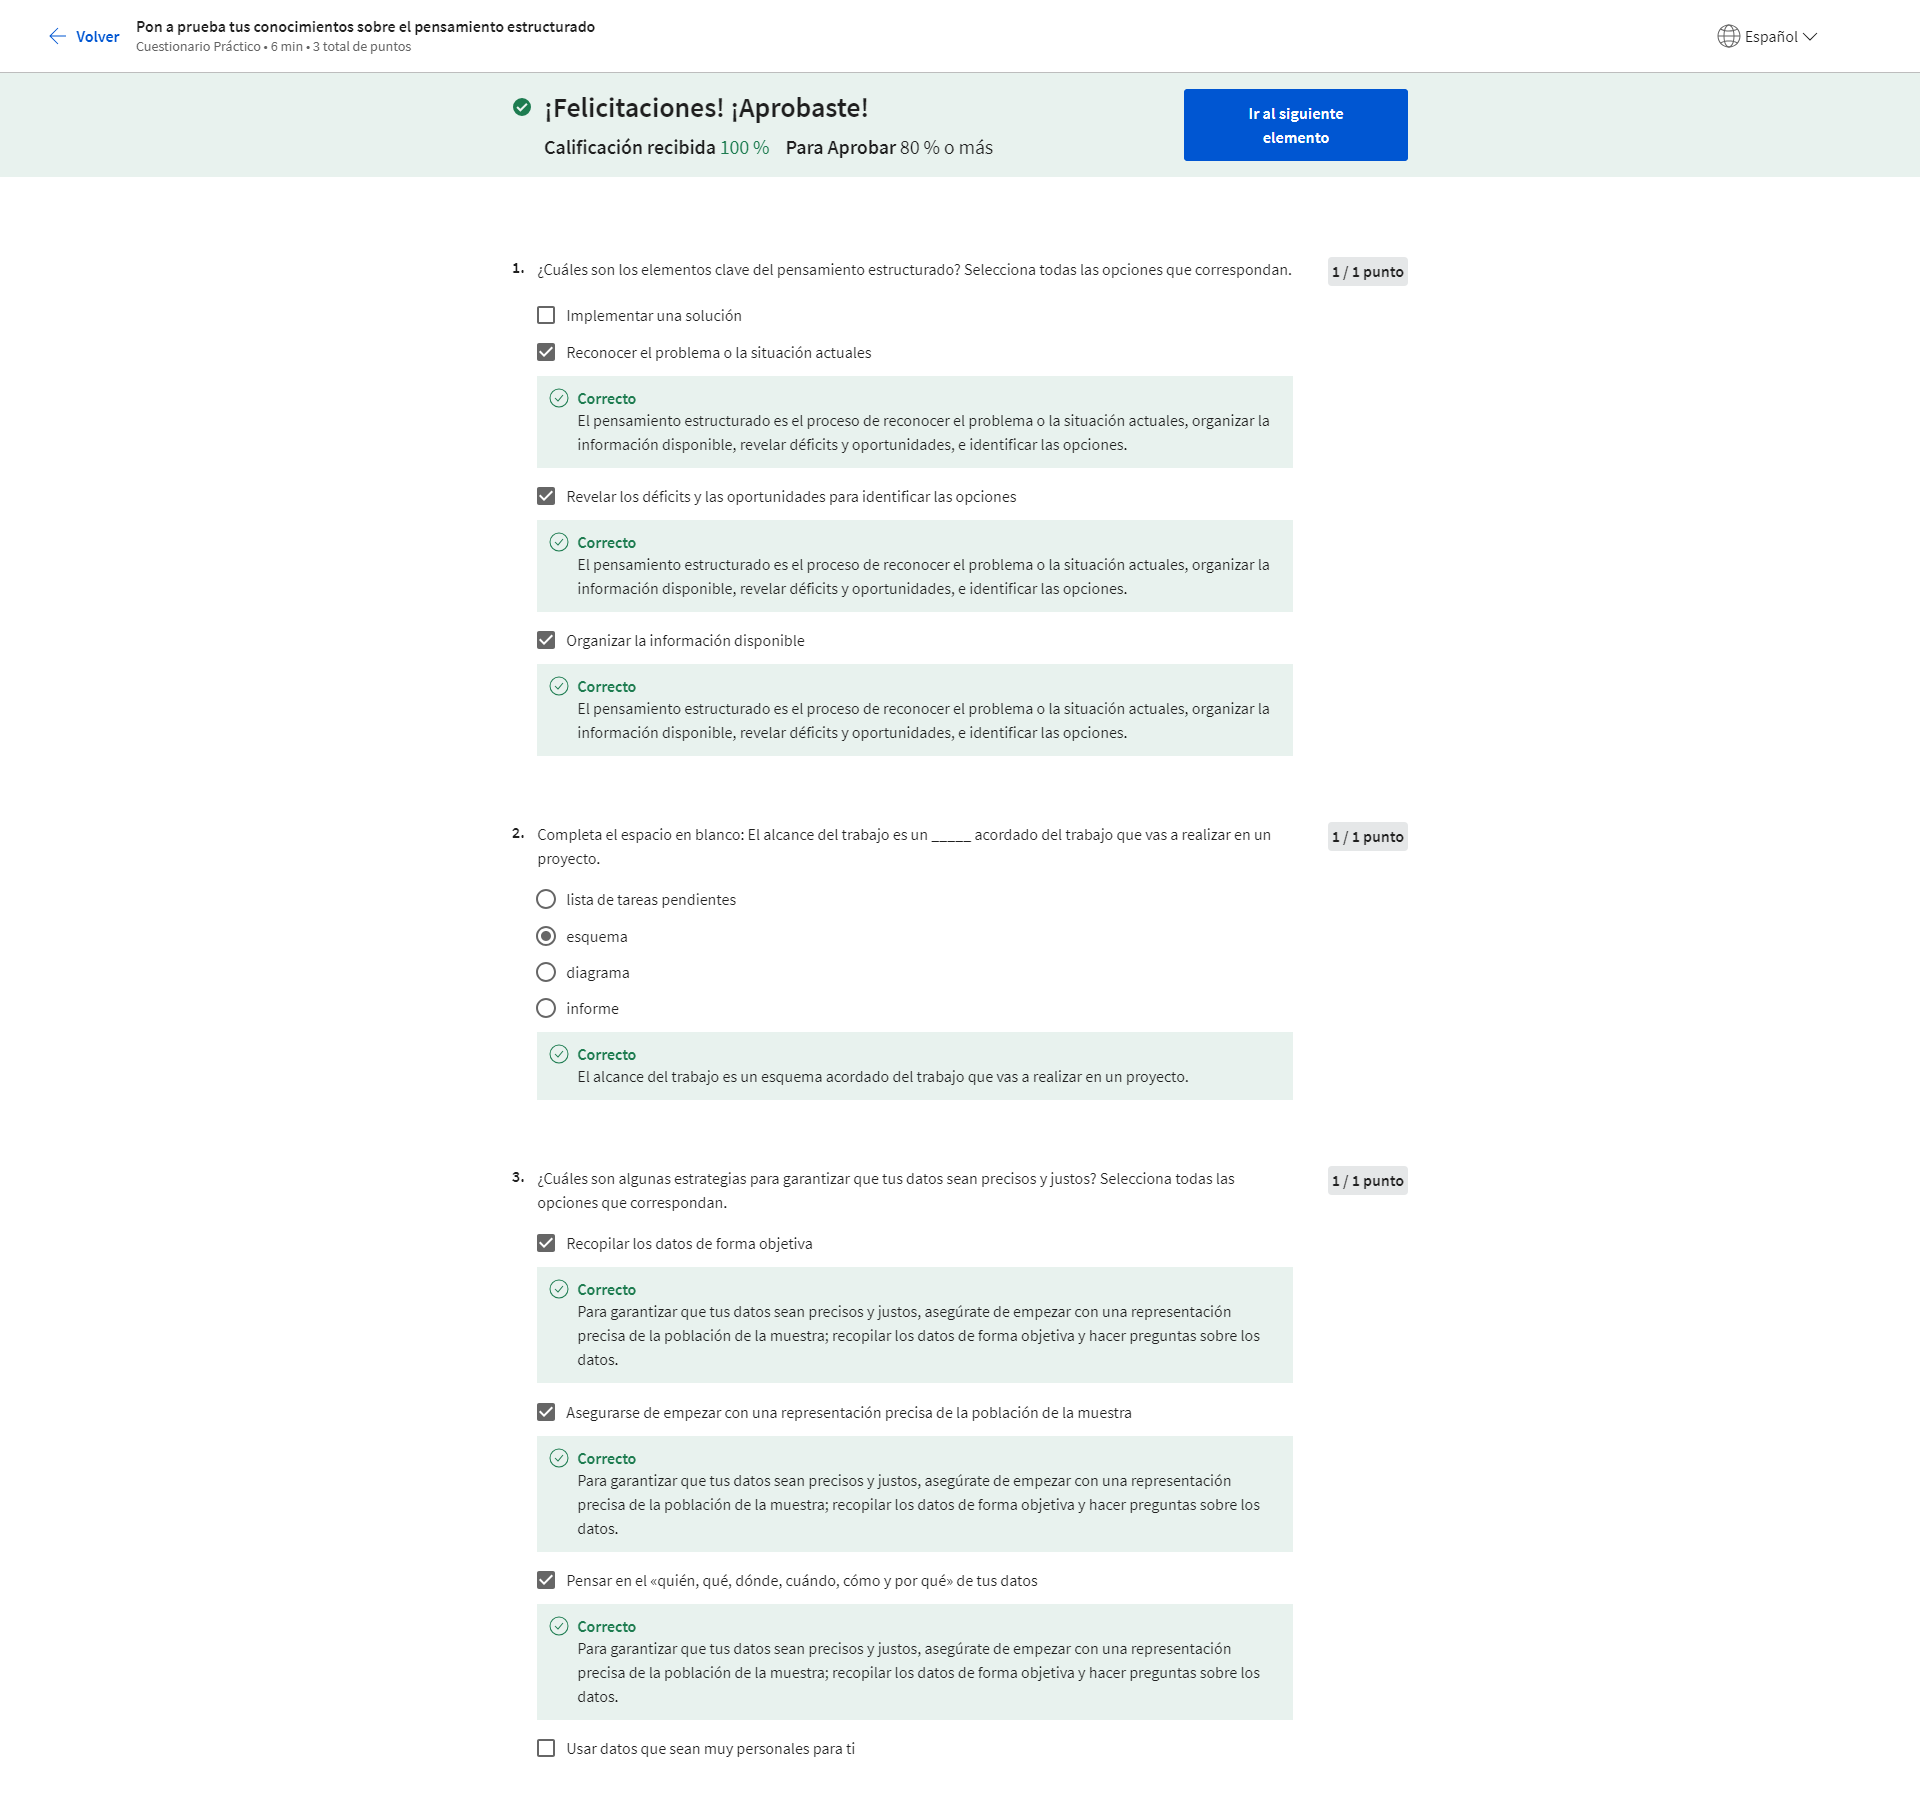 Volver
Pon a prueba tus conocimientos sobre el pensamiento estructurado
Cuestionario Práctico • 6 min • 3 total de puntos
Español
¡Felicitaciones! ¡Aprobaste!
Calificación recibida 100 % Para Aprobar 80 % o más
Ir al siguiente
elemento
1. ¿Cuáles son los elementos clave del pensamiento estructurado? Selecciona todas las opciones que correspondan.
1 / 1 punto
Implementar una solución
Reconocer el problema o la situación actuales
Correcto
El pensamiento estructurado es el proceso de reconocer el problema o la situación actuales, organizar la
información disponible, revelar déficits y oportunidades, e identificar las opciones.
Revelar los déficits y las oportunidades para identificar las opciones
Correcto
El pensamiento estructurado es el proceso de reconocer el problema o la situación actuales, organizar la
información disponible, revelar déficits y oportunidades, e identificar las opciones.
Organizar la información disponible
Correcto
El pensamiento estructurado es el proceso de reconocer el problema o la situación actuales, organizar la
información disponible, revelar déficits y oportunidades, e identificar las opciones.
2. Completa el espacio en blanco: El alcance del trabajo es un _____ acordado del trabajo que vas a realizar en un
proyecto.
1 / 1 punto
lista de tareas pendientes
esquema
diagrama
informe
Correcto
El alcance del trabajo es un esquema acordado del trabajo que vas a realizar en un proyecto.
3. ¿Cuáles son algunas estrategias para garantizar que tus datos sean precisos y justos? Selecciona todas las
opciones que correspondan.
1 / 1 punto
Recopilar los datos de forma objetiva
Correcto
Para garantizar que tus datos sean precisos y justos, asegúrate de empezar con una representación
precisa de la población de la muestra; recopilar los datos de forma objetiva y hacer preguntas sobre los
datos.
Asegurarse de empezar con una representación precisa de la población de la muestra
Correcto
Para garantizar que tus datos sean precisos y justos, asegúrate de empezar con una representación
precisa de la población de la muestra; recopilar los datos de forma objetiva y hacer preguntas sobre los
datos.
Pensar en el «quién, qué, dónde, cuándo, cómo y por qué» de tus datos
Correcto
Para garantizar que tus datos sean precisos y justos, asegúrate de empezar con una representación
precisa de la población de la muestra; recopilar los datos de forma objetiva y hacer preguntas sobre los
datos.
Usar datos que sean muy personales para ti